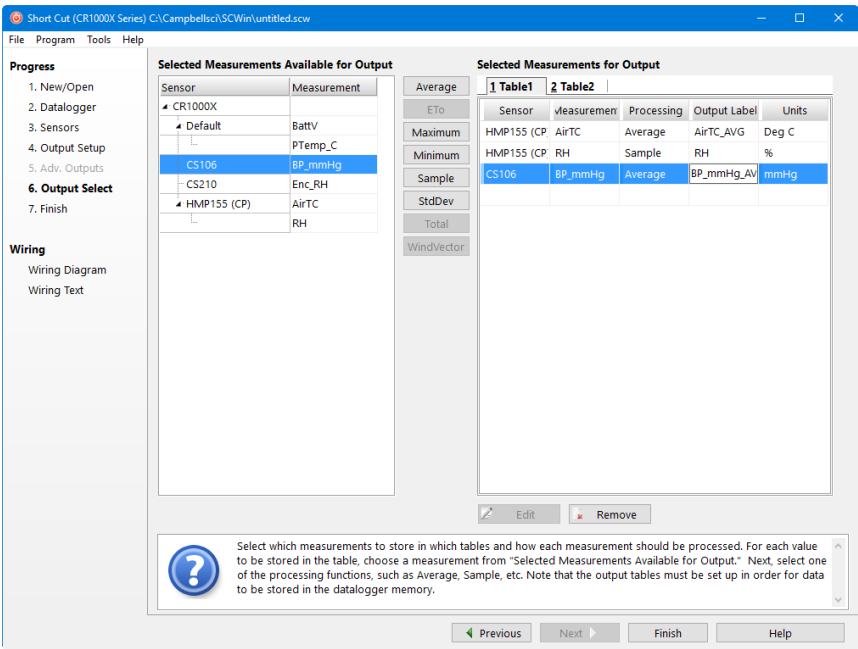 Short Cut (CR1000X Series) C:\Campbellsci\SCWin\untitled.scw
File Program Tools Help
Progress
1. New/Open
2. Datalogger
3. Sensors
4. Output Setup
5. Adv. Outputs
6. Output Select
7. Finish
Wiring
Wiring Diagram
Wiring Text
Selected Measurements Available for Output
Sensor Measurement
CR1000X
Default BattV
PTemp_C
CS106 BP_mmHg
CS210 Enc_RH
HMP155 (CP) AirTC
RH
Average
ETo
Maximum
Minimum
Sample
StdDev
Total
WindVector
Selected Measurements for Output
1 Table1 2 Table2
Sensor Measurement Processing Output Label Units
HMP155 (CP) AirTC Average AirTC_AVG Deg C
HMP155 (CP) RH Sample RH %
CS106 BP_mmHg Average BP_mmHg_AV mmHg
Edit Remove
Select which measurements to store in which tables and how each measurement should be processed. For each value
to be stored in the table, choose a measurement from "Selected Measurements Available for Output." Next, select one
of the processing functions, such as Average, Sample, etc. Note that the output tables must be set up in order for data
to be stored in the datalogger memory.
Previous Next Finish Help